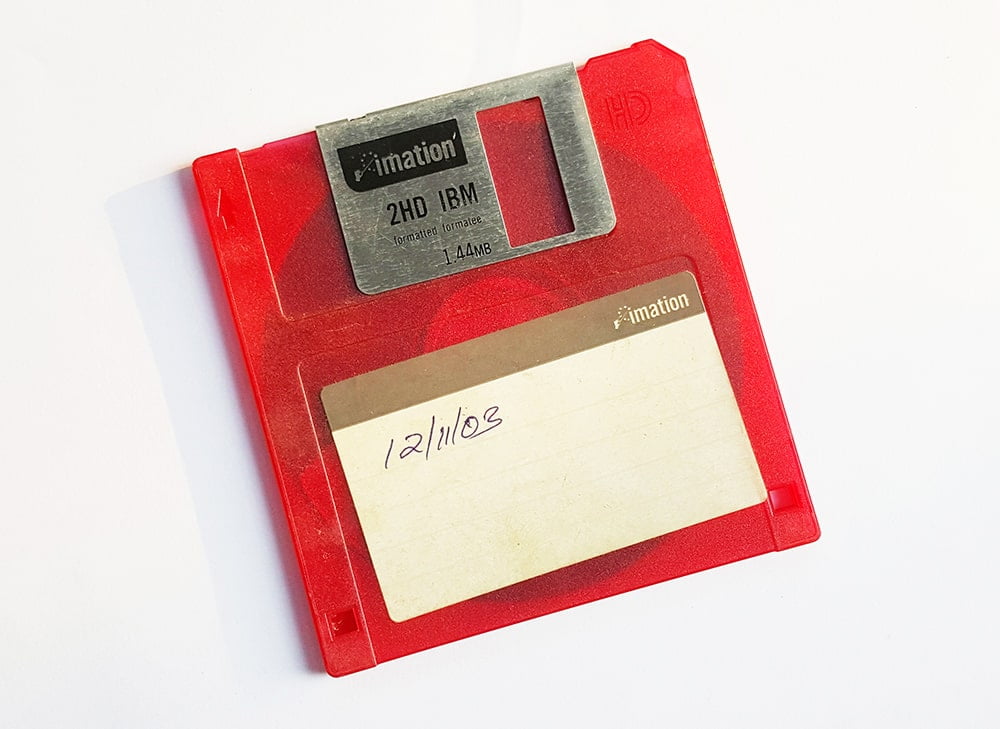 HD
imation
2HD IBM
formatted formatee
1.44MB
imation
12/11/03